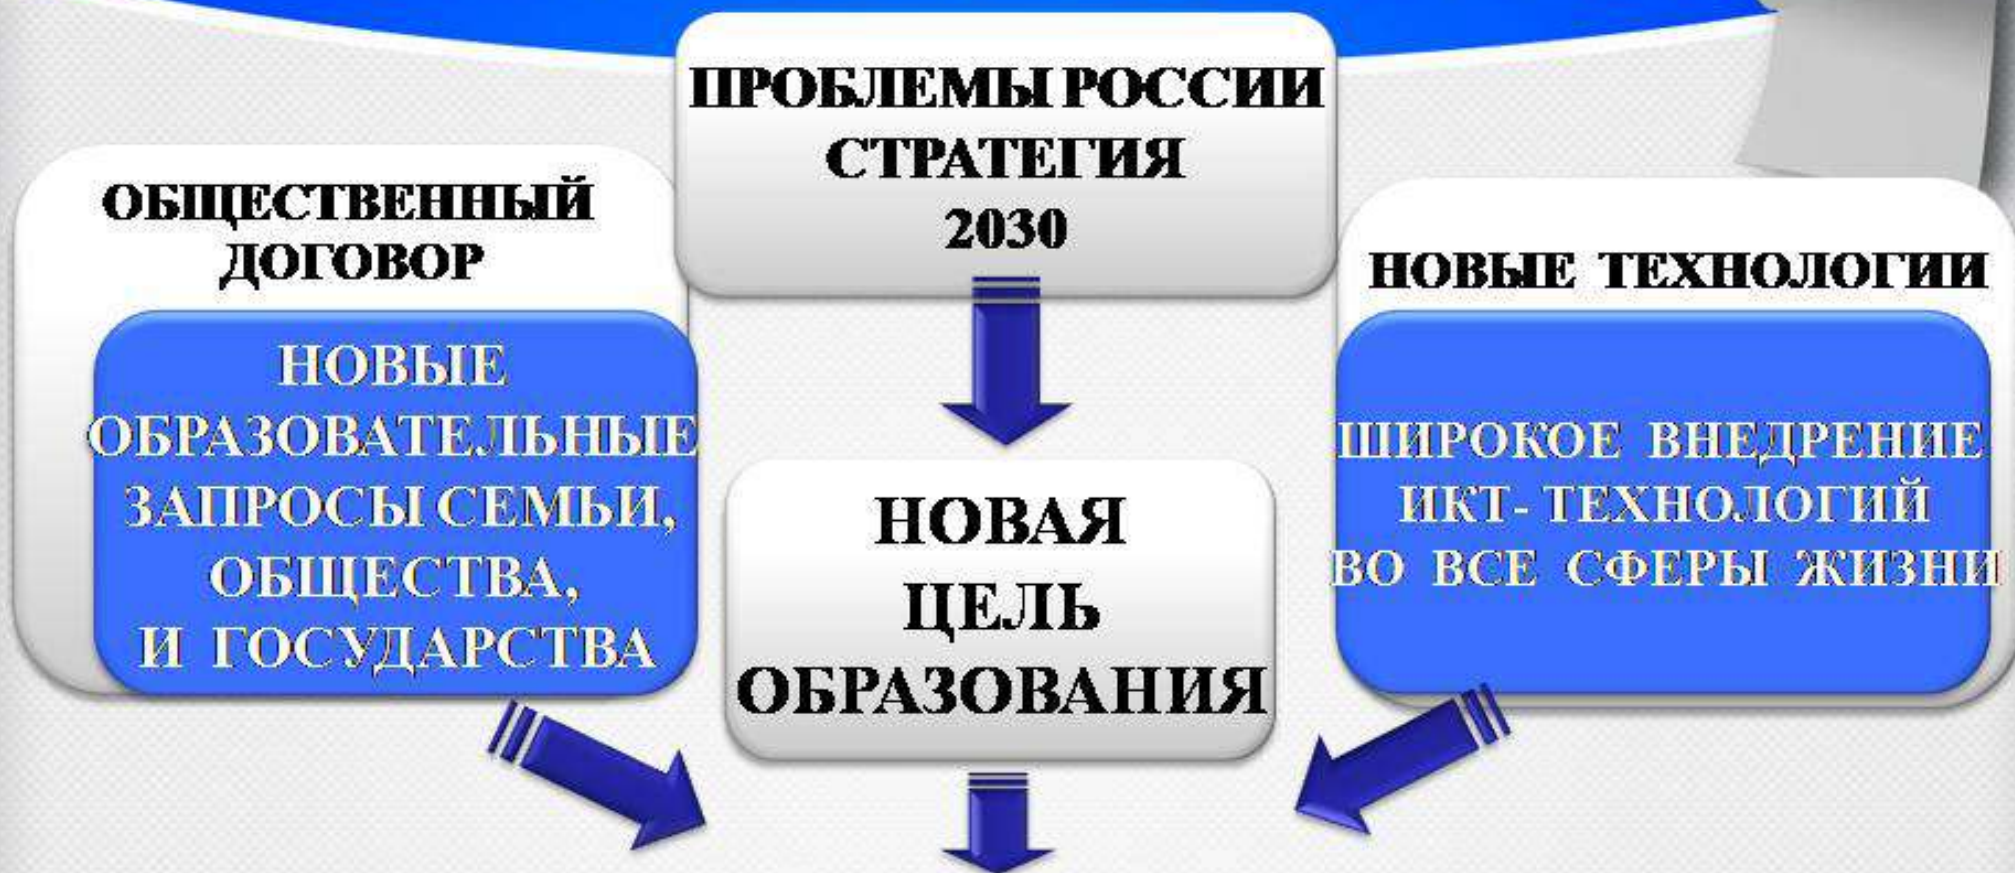 ПРОБЛЕМЫ РОССИИ
СТРАТЕГИЯ
2030
ОБЩЕСТВЕННЫЙ
ДОГОВОР
НОВЫЕ
ОБРАЗОВАТЕЛЬНЫЕ
ЗАПРОСЫ СЕМЬИ,
ОБЩЕСТВА,
И ГОСУДАРСТВА
НОВАЯ
ЦЕЛЬ
ОБРАЗОВАНИЯ
НОВЫЕ ТЕХНОЛОГИИ
ШИРОКОЕ ВНЕДРЕНИЕ
ИКТ- ТЕХНОЛОГИЙ
ВО ВСЕ СФЕРЫ ЖИЗНИ